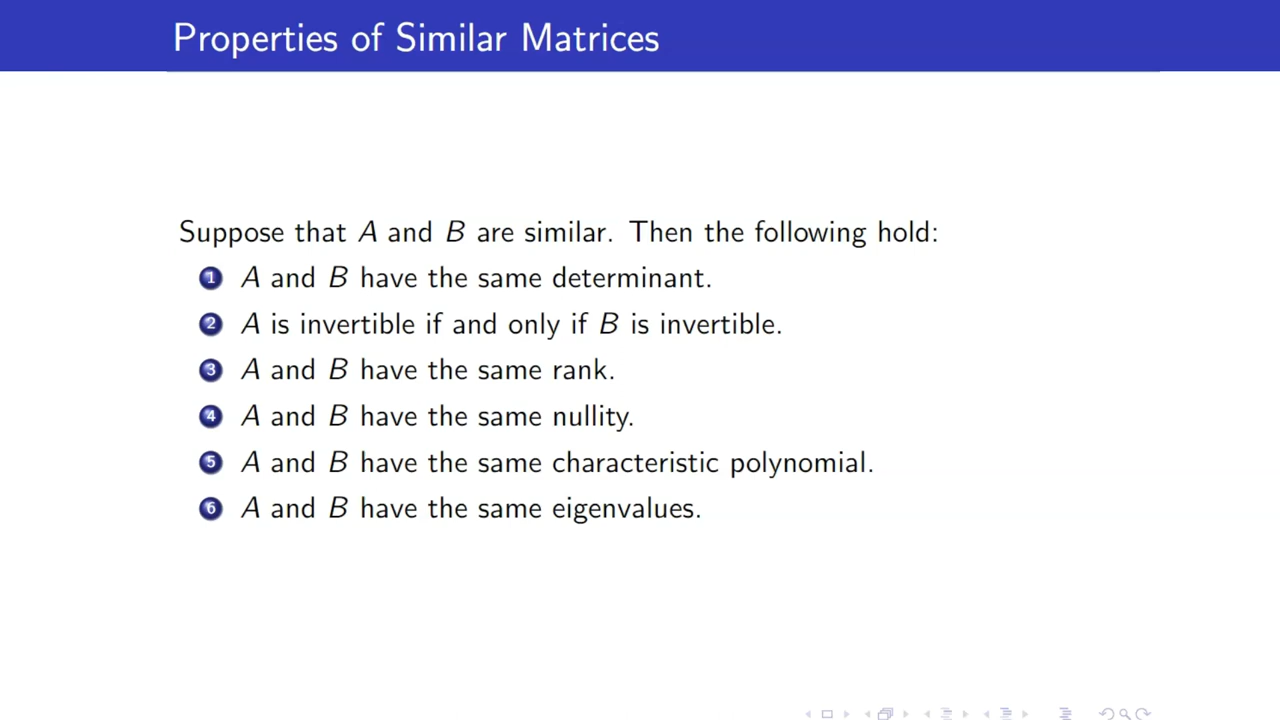 Properties of Similar Matrices
Suppose that A and B are similar. Then the following hold:
1 A and B have the same determinant.
2 A is invertible if and only if B is invertible.
3 A and B have the same rank.
4 A and B have the same nullity.
5 A and B have the same characteristic polynomial.
6 A and B have the same eigenvalues.